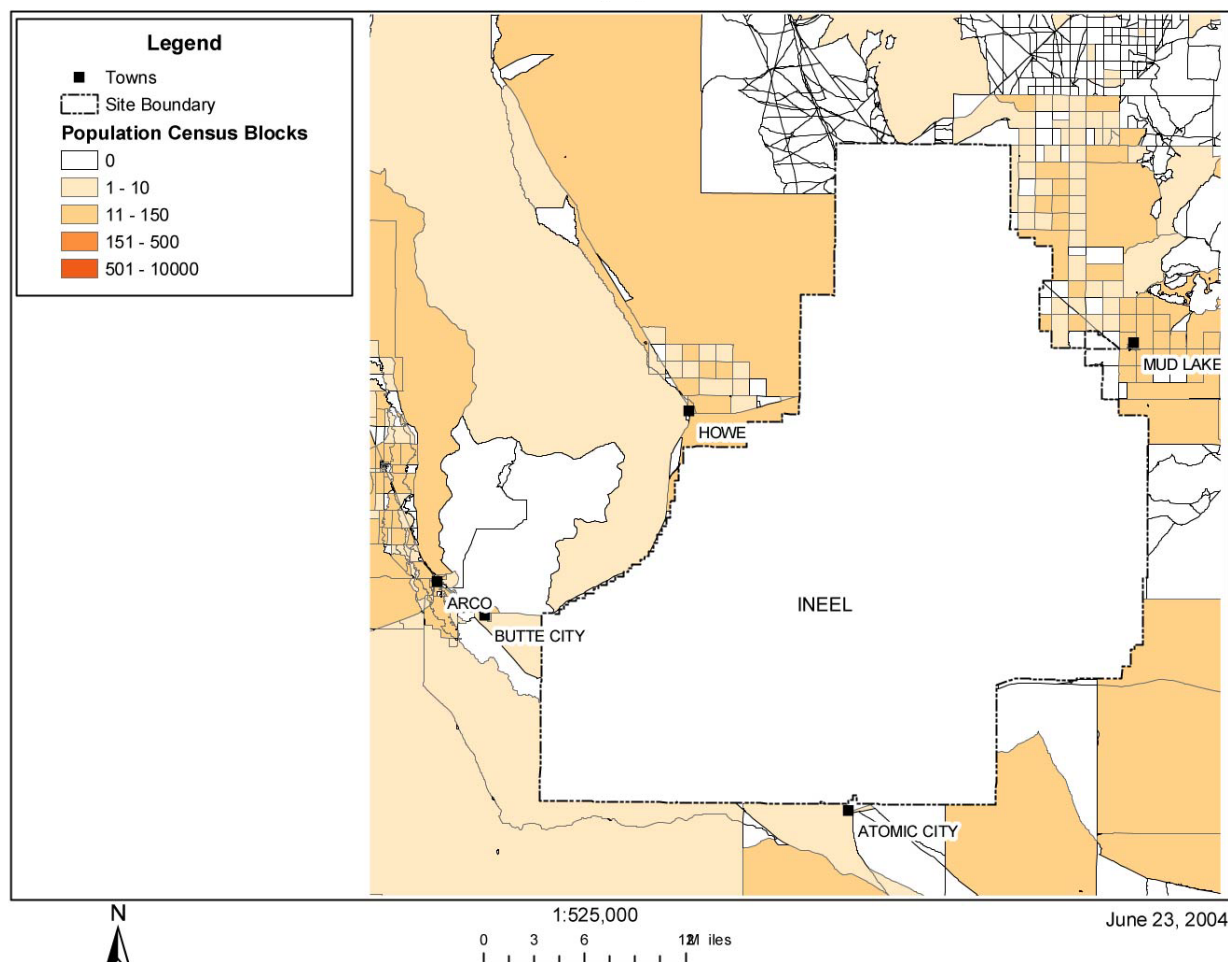 Legend
Towns
Site Boundary
Population Census Blocks
0
1 - 10
11 - 150
151 - 500
501 - 10000
MUD LAKE
HOWE
INEEL
ARCO
BUTTE CITY
ATOMIC CITY
N
1:525,000
June 23, 2004
0 3 6 12 Miles